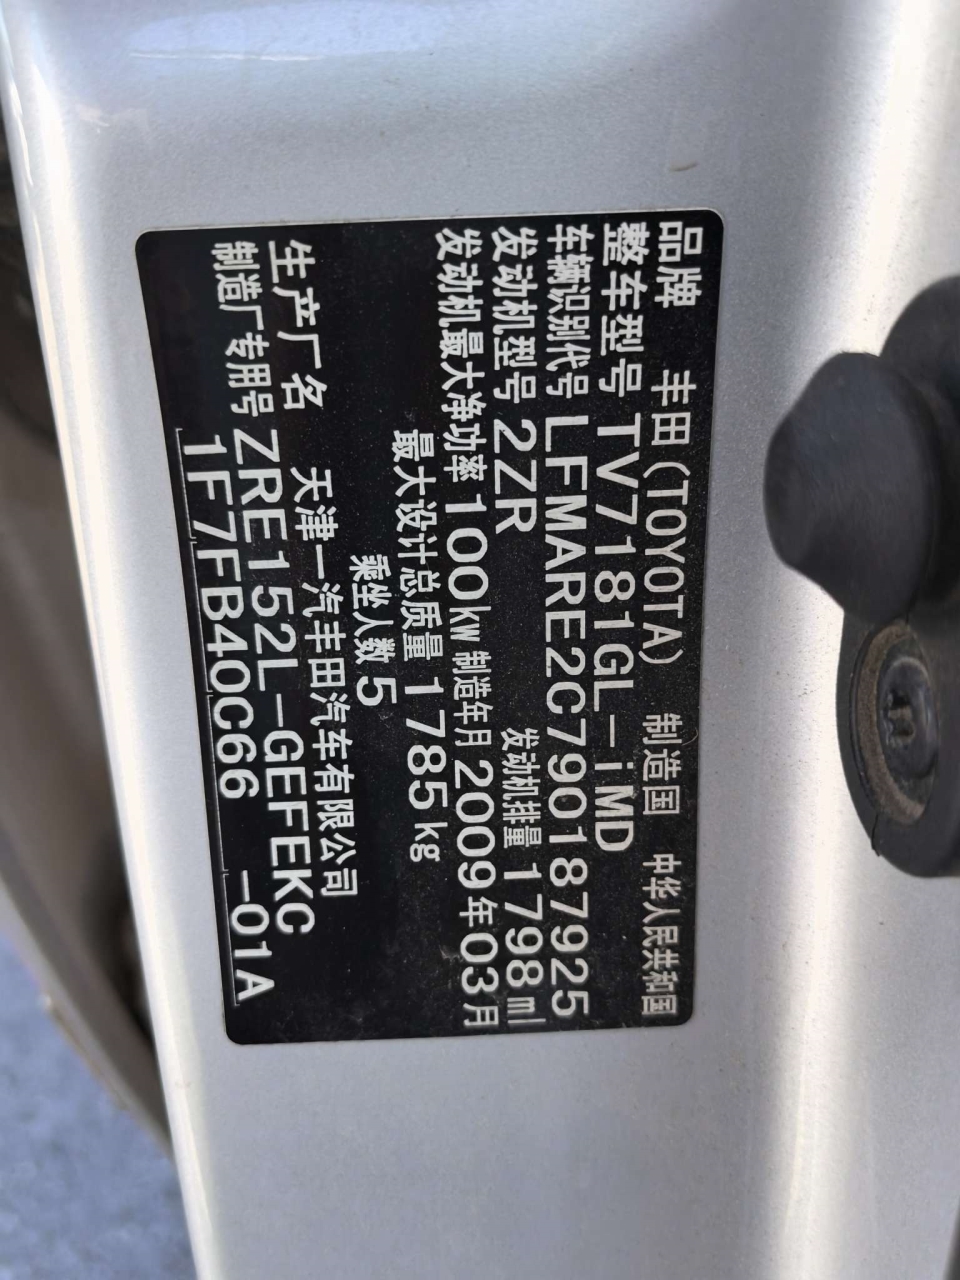 品牌 丰田(TOYOTA) 制造国 中华人民共和国
整车型号 TV7181GL-iMD
车辆识别代号 LFMARE2C790187925
发动机型号 2ZR 发动机排量 1798ml
发动机最大净功率 100kW 制造年月 2009年03月
最大设计总质量 1785kg
乘坐人数 5
生产厂名 天津一汽丰田汽车有限公司
制造厂专用号 ZRE152L-GEFEKC
1F7FB40C66 -01A